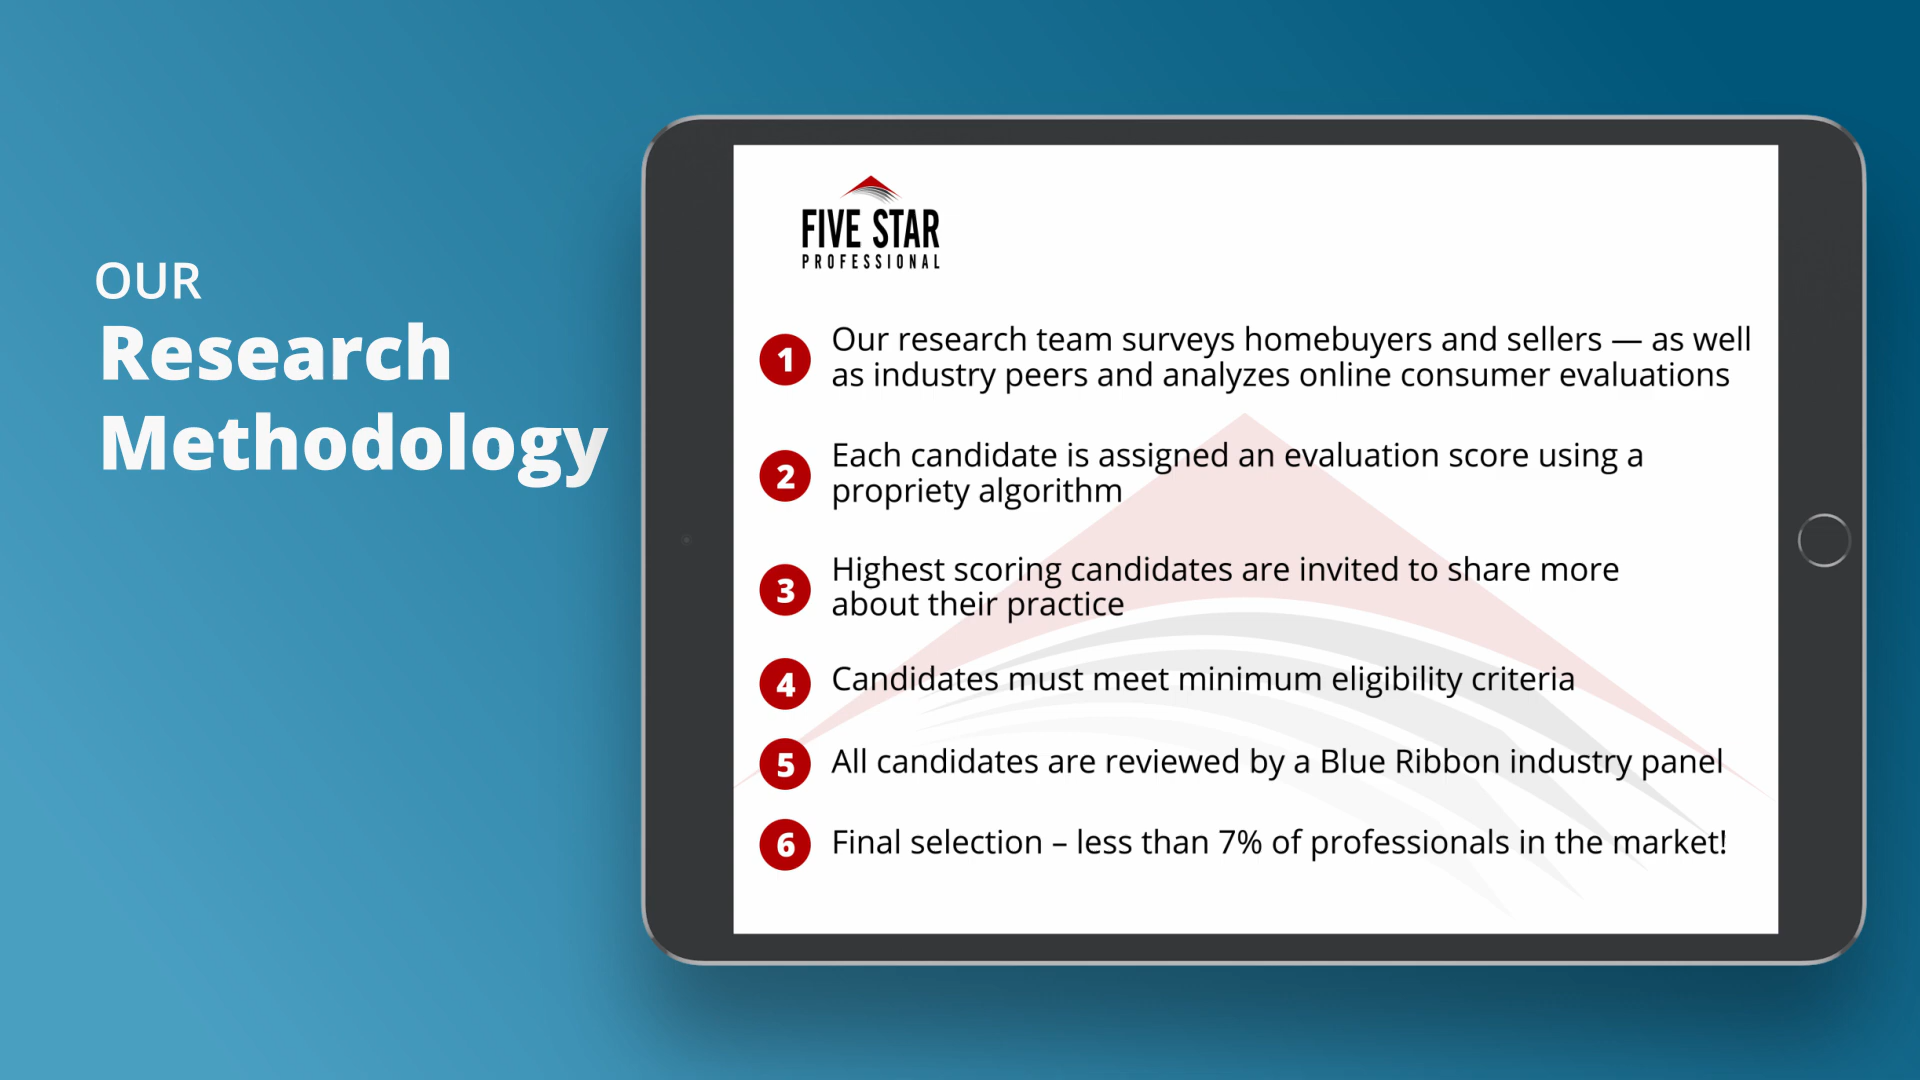 OUR
Research
Methodology
FIVE STAR
PROFESSIONAL
1 Our research team surveys homebuyers and sellers — as well
as industry peers and analyzes online consumer evaluations
2 Each candidate is assigned an evaluation score using a
propriety algorithm
3 Highest scoring candidates are invited to share more
about their practice
4 Candidates must meet minimum eligibility criteria
5 All candidates are reviewed by a Blue Ribbon industry panel
6 Final selection – less than 7% of professionals in the market!